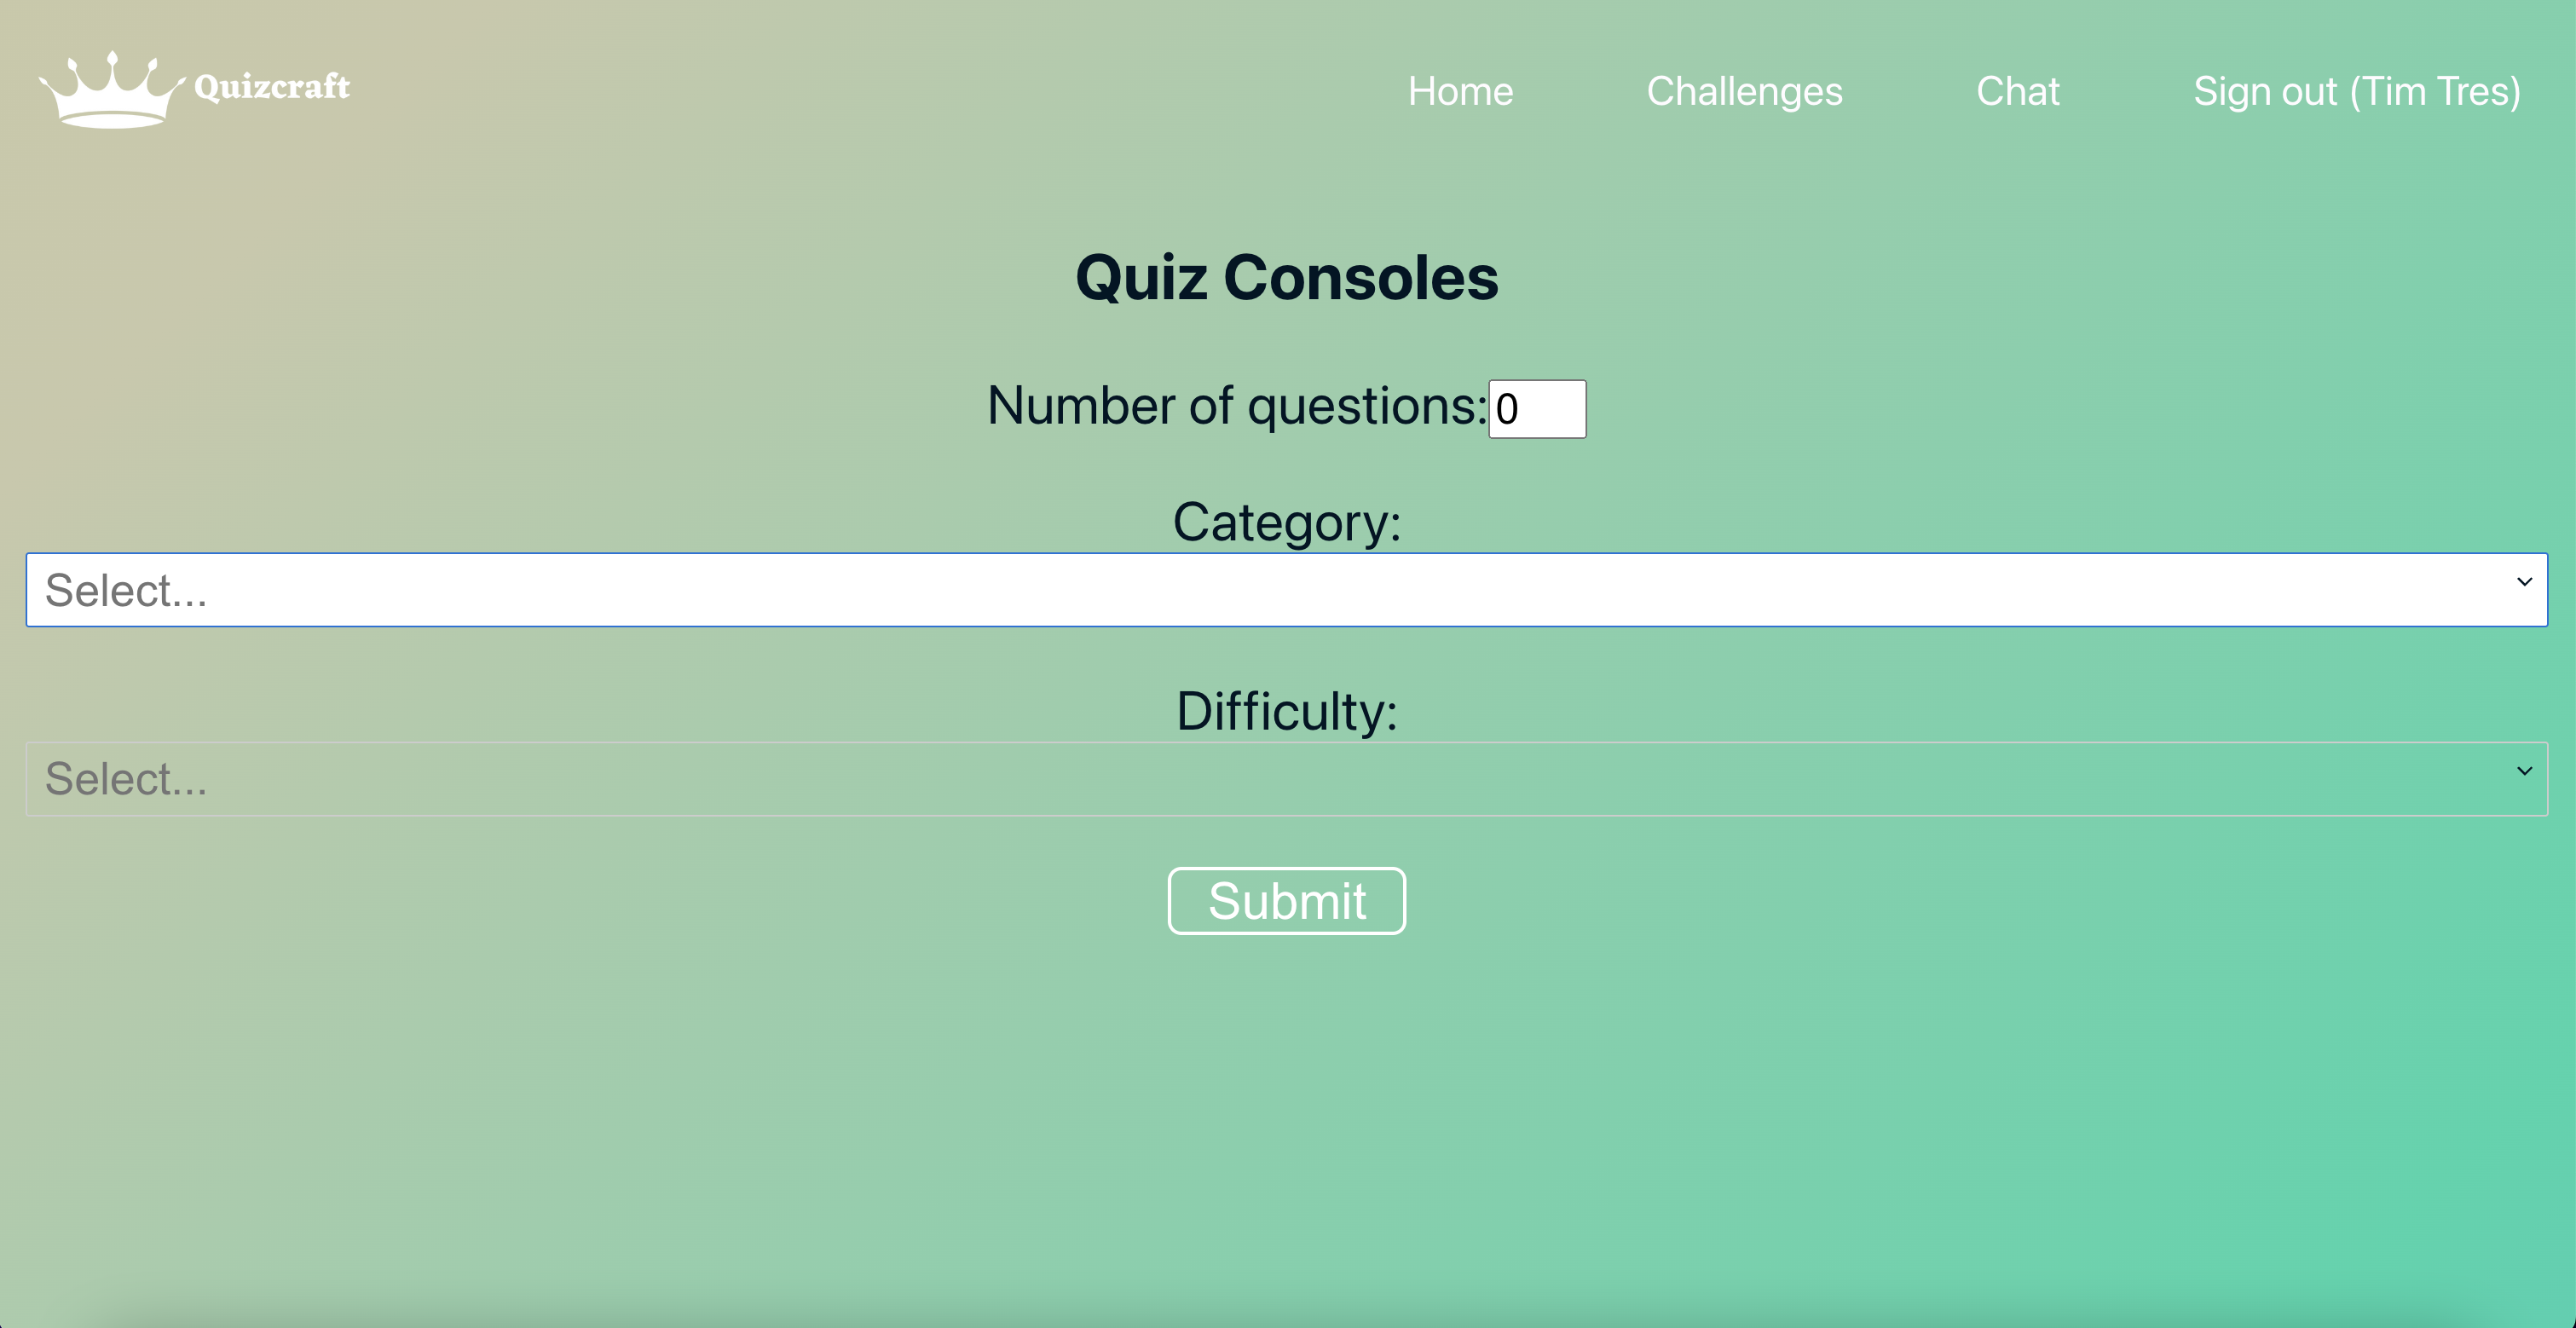 Quizcraft
Home Challenges Chat Sign out (Tim Tres)
Quiz Consoles
Number of questions: 0
Category:
Select...
Difficulty:
Select...
Submit